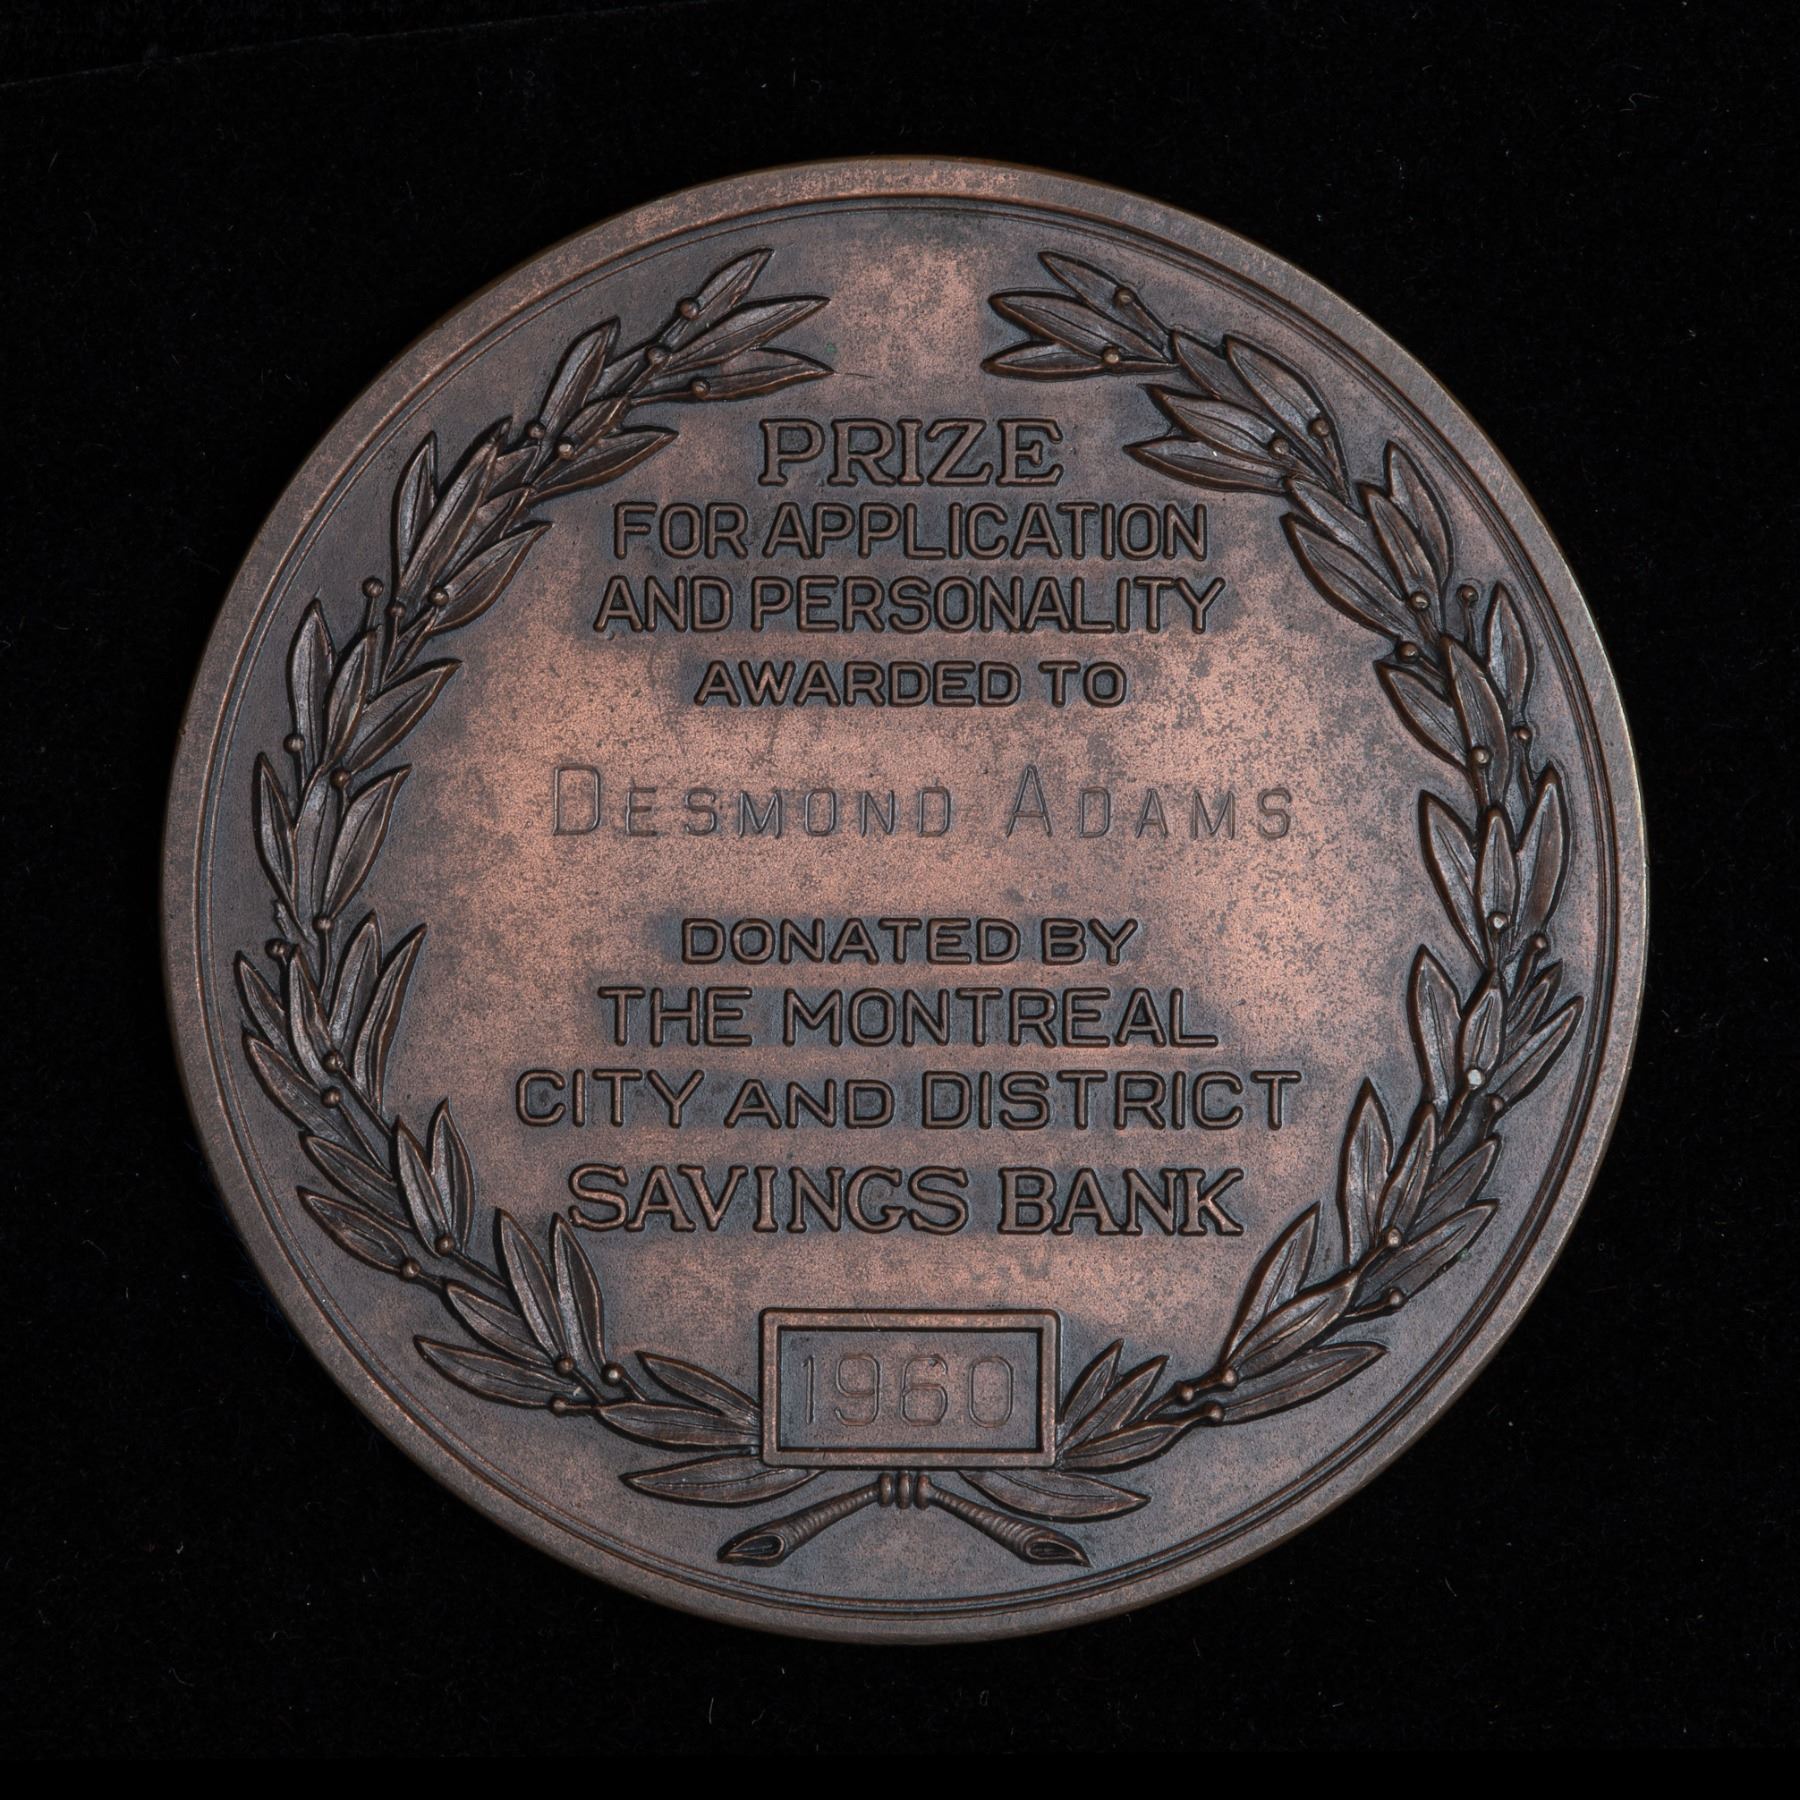 PRIZE
FOR APPLICATION
AND PERSONALITY
AWARDED TO
DESMOND ADAMS
DONATED BY
THE MONTREAL
CITY AND DISTRICT
SAVINGS BANK
1960